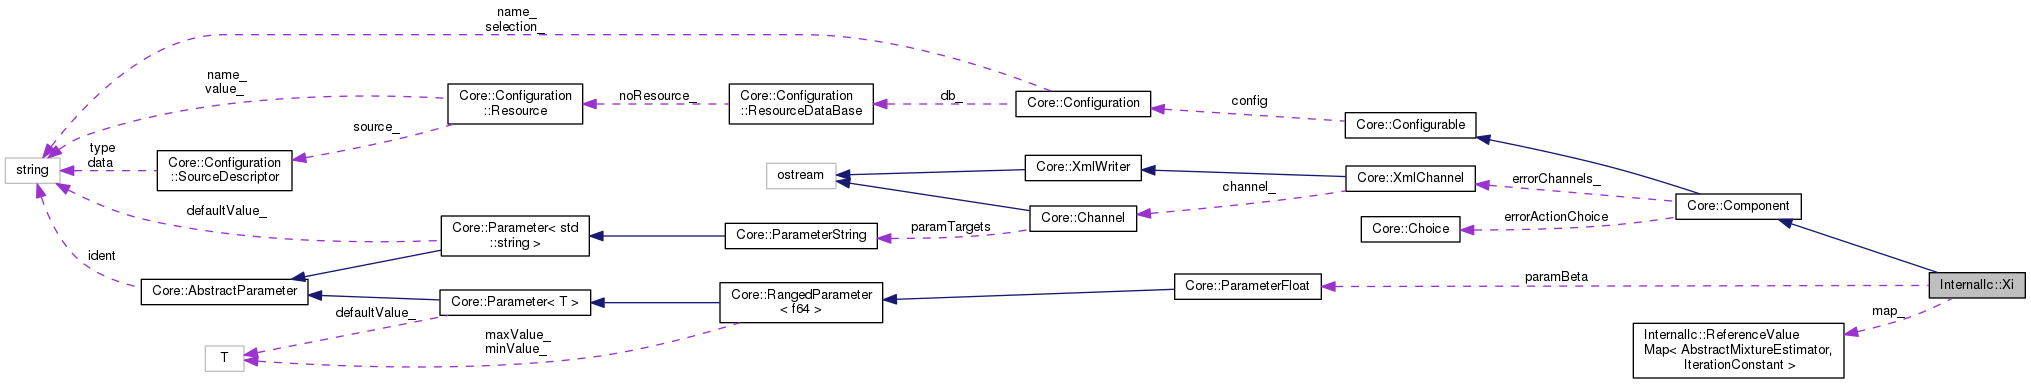 name_
selection_
name_
value_
Core::Configuration
::Resource
noResource_
Core::Configuration
::ResourceDataBase
db_
Core::Configuration
config
Core::Configurable
source_
type
data
string
Core::Configuration
::SourceDescriptor
ostream
Core::XmlWriter
Core::XmlChannel
errorChannels_
channel_
Core::Component
defaultValue_
Core::Parameter< std
::string >
Core::ParameterString
paramTargets
Core::Channel
errorActionChoice
Core::Choice
ident
Core::AbstractParameter
Core::Parameter< T >
Core::RangedParameter
< f64 >
Core::ParameterFloat
paramBeta
InternalIc::Xi
defaultValue_
maxValue_
minValue_
T
map_
InternalIc::ReferenceValue
Map< AbstractMixtureEstimator,
IterationConstant >